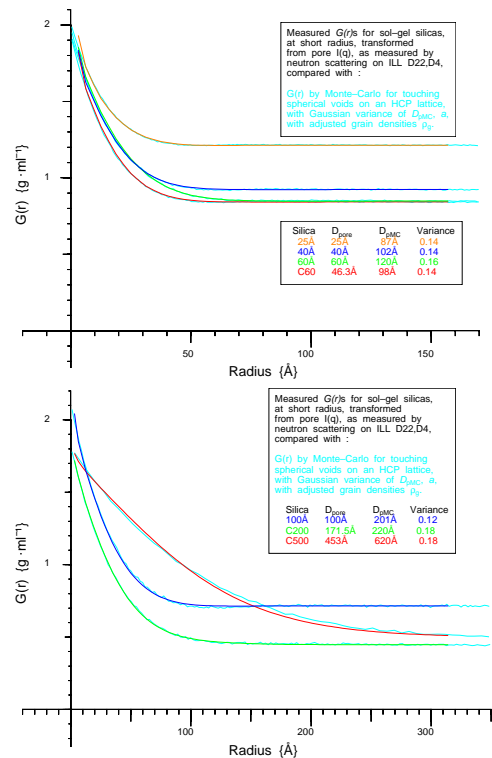 2
1
G(r) {g ·ml⁻¹}
Measured G(r)s for sol–gel silicas,
at short radius, transformed
from pore I(q), as measured by
neutron scattering on ILL D22,D4,
compared with :
G(r) by Monte–Carlo for touching
spherical voids on an HCP lattice,
with Gaussian variance of DpMC, a,
with adjusted grain densities ρg.
Silica Dpore DpMC Variance
25Å 25Å 87Å 0.14
40Å 40Å 102Å 0.14
60Å 60Å 120Å 0.16
C60 46.3Å 98Å 0.14
50 100 150
Radius {Å}
2
1
G(r) {g ·ml⁻¹}
Measured G(r)s for sol–gel silicas,
at short radius, transformed
from pore I(q), as measured by
neutron scattering on ILL D22,D4,
compared with :
G(r) by Monte–Carlo for touching
spherical voids on an HCP lattice,
with Gaussian variance of DpMC, a,
with adjusted grain densities ρg.
Silica Dpore DpMC Variance
100Å 100Å 201Å 0.12
C200 171.5Å 220Å 0.18
C500 453Å 620Å 0.18
100 200 300
Radius {Å}